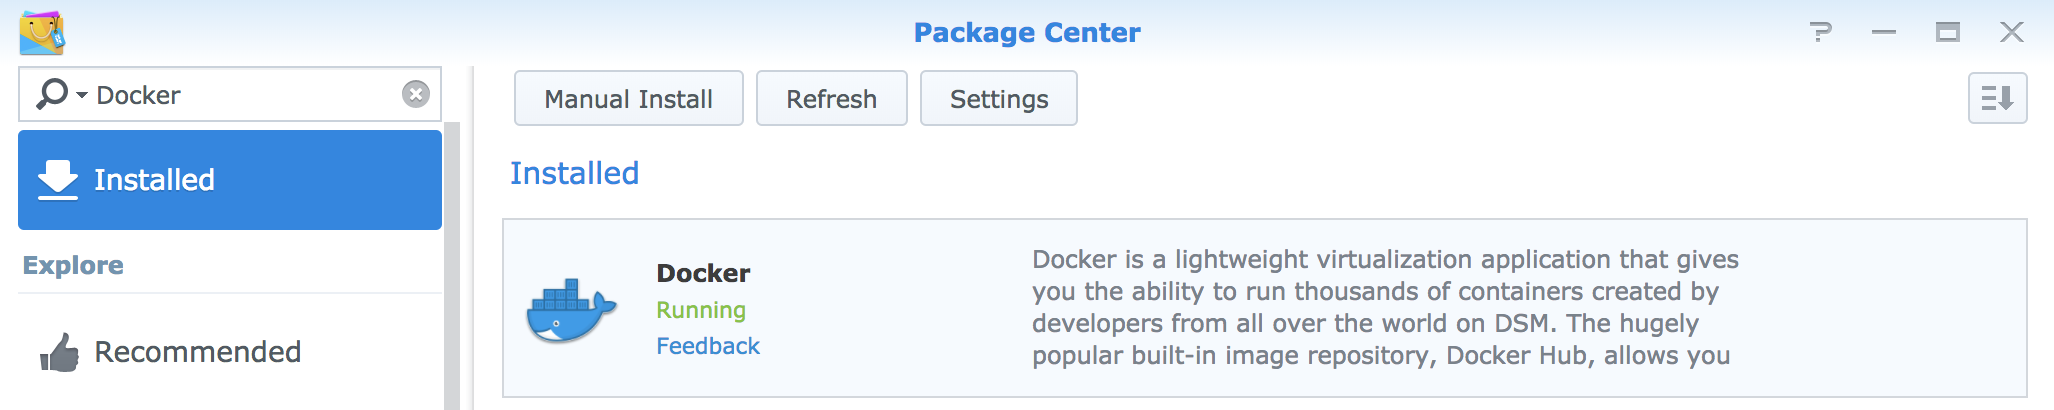 Package Center
Docker
Manual Install
Refresh
Settings
Installed
Installed
Explore
Recommended
Docker
Running
Feedback
Docker is a lightweight virtualization application that gives
you the ability to run thousands of containers created by
developers from all over the world on DSM. The hugely
popular built-in image repository, Docker Hub, allows you